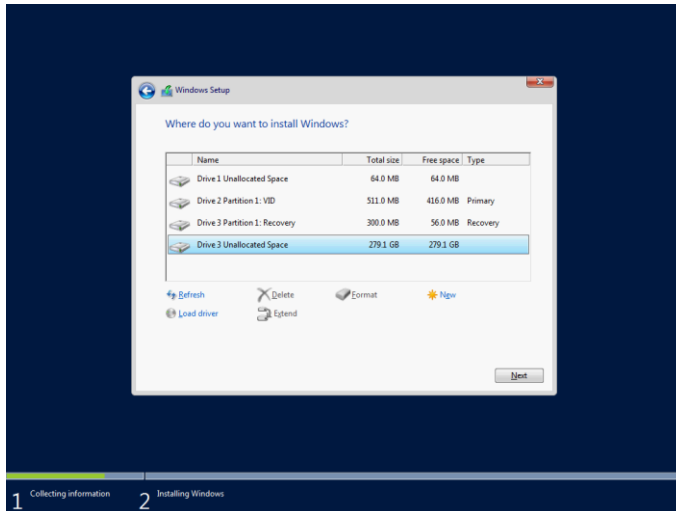 Windows Setup
Where do you want to install Windows?
Name Total size Free space Type
Drive 1 Unallocated Space 64.0 MB 64.0 MB
Drive 2 Partition 1: VID 511.0 MB 416.0 MB Primary
Drive 3 Partition 1: Recovery 300.0 MB 56.0 MB Recovery
Drive 3 Unallocated Space 279.1 GB 279.1 GB
Refresh Delete Format New
Load driver Extend
Next
1 Collecting information 2 Installing Windows